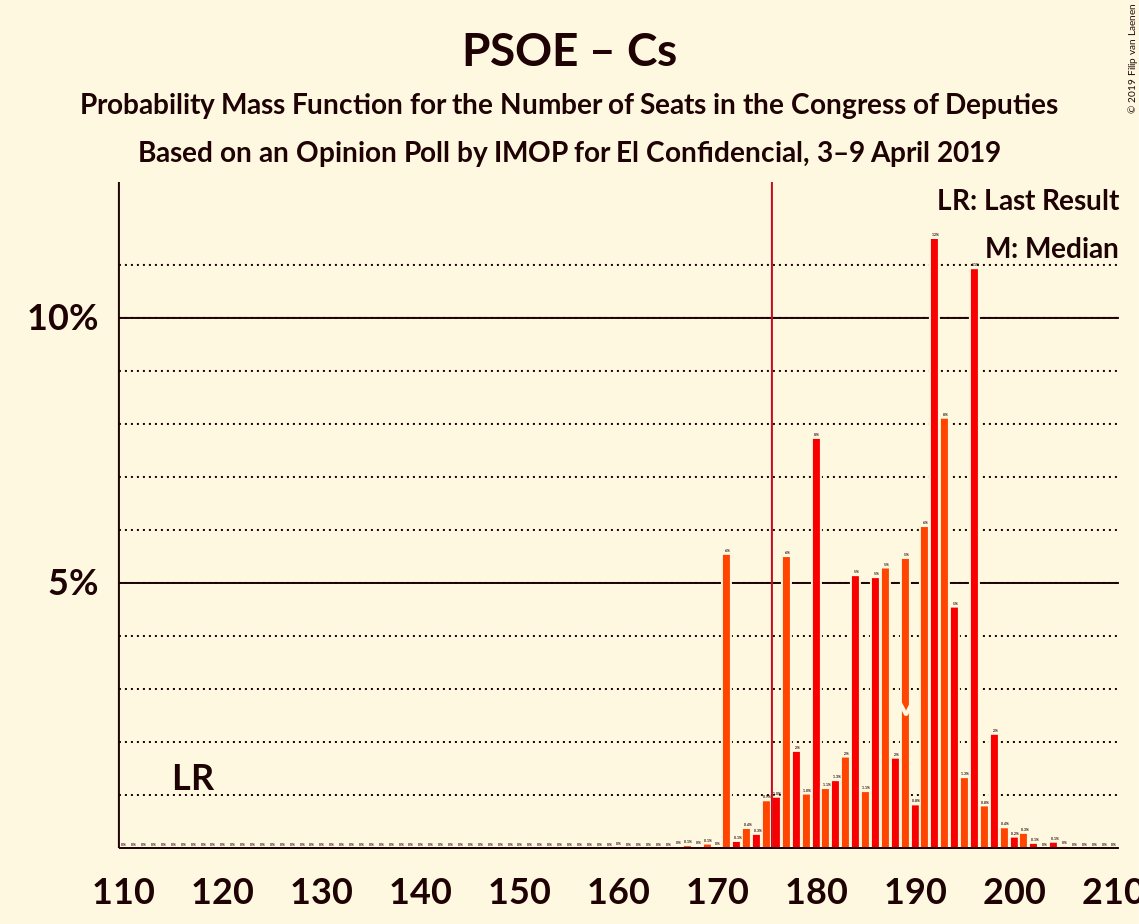 PSOE – Cs
Probability Mass Function for the Number of Seats in the Congress of Deputies
Based on an Opinion Poll by IMOP for El Confidencial, 3–9 April 2019
© 2019 Filip van Laenen
LR: Last Result
M: Median
10%
5%
LR
M
110 120 130 140 150 160 170 180 190 200 210